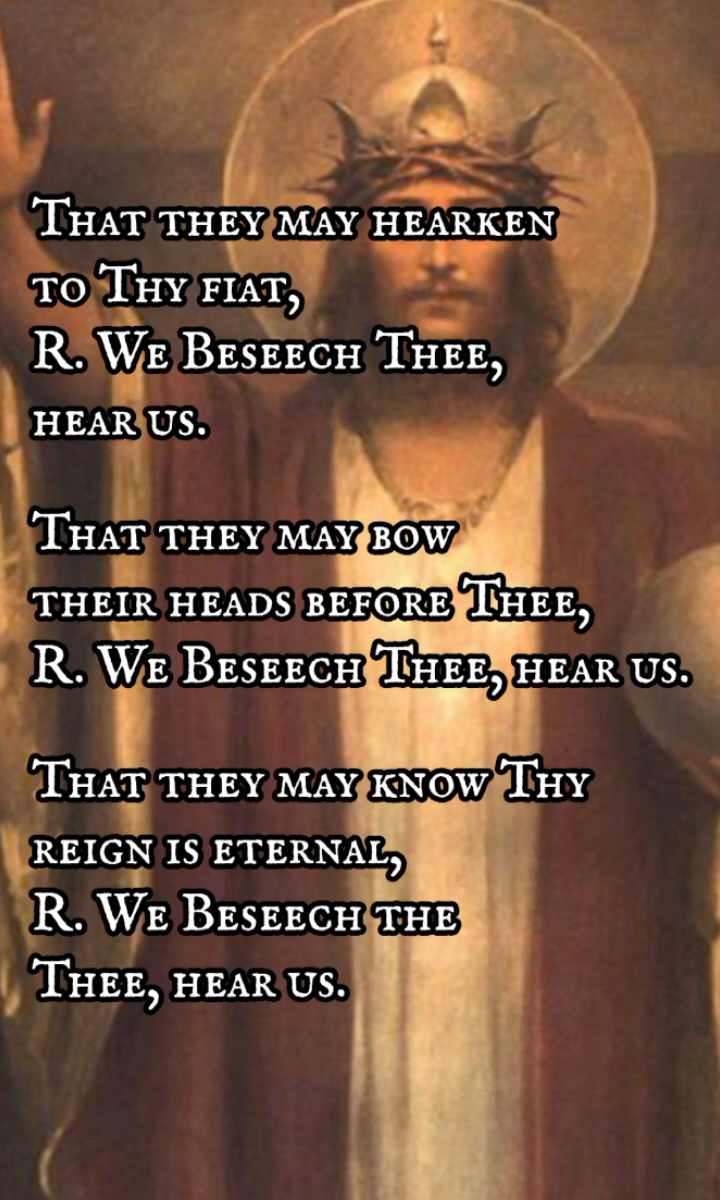 That they may hearken
to Thy fiat,
R. We Beseech Thee,
hear us.
That they may bow
their heads before Thee,
R. We Beseech Thee, hear us.
That they may know Thy
reign is eternal,
R. We Beseech the
Thee, hear us.